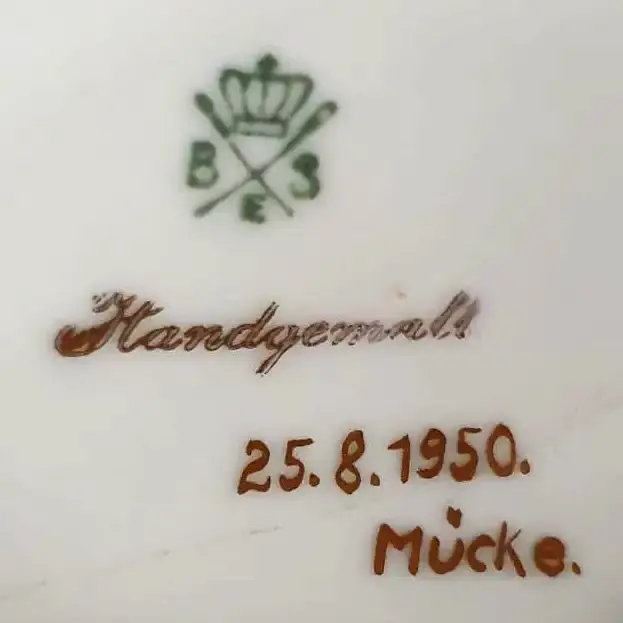 B S
E
Handgemalt
25.8.1950.
Mücke.